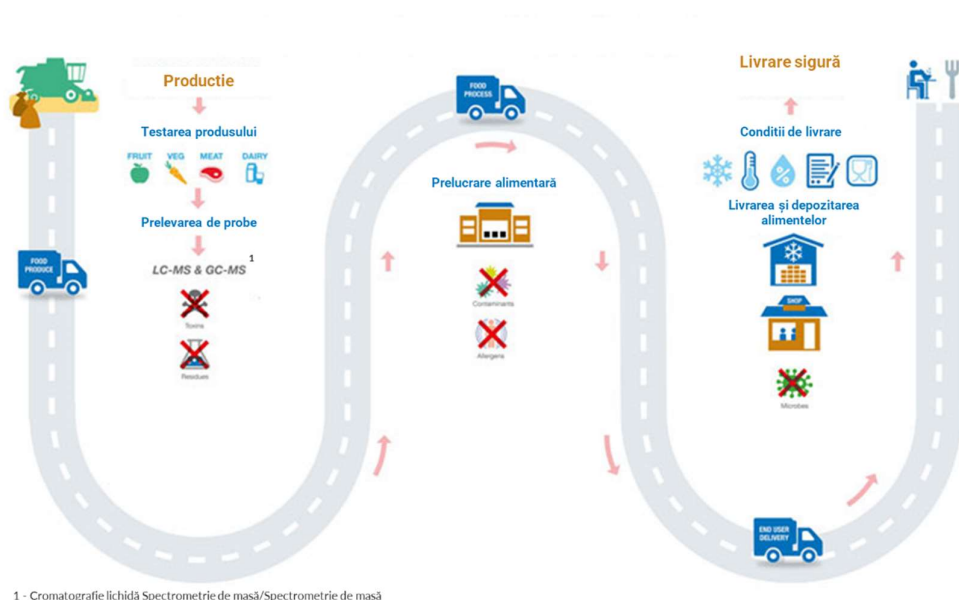 Productie
Testarea produsului
FRUIT VEG MEAT DAIRY
Prelevarea de probe
LC-MS & GC-MS 1
Toxins
Residues
FOOD
PRODUCE
FOOD
PROCESS
Prelucrare alimentară
Contaminants
Allergens
Livrare sigură
Conditii de livrare
%
Livrarea și depozitarea
alimentelor
SHOP
Microbes
END USER
DELIVERY
1 - Cromatografie lichidă Spectrometrie de masă/Spectrometrie de masă